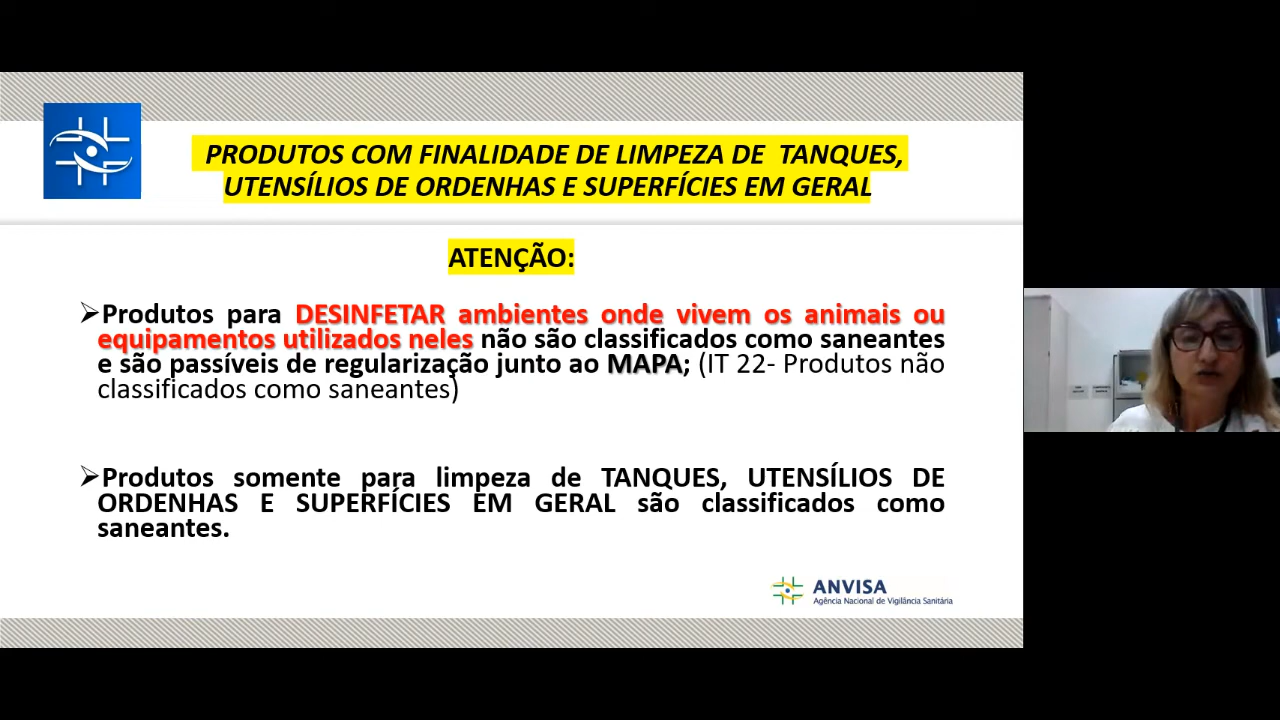 PRODUTOS COM FINALIDADE DE LIMPEZA DE TANQUES,
UTENSÍLIOS DE ORDENHAS E SUPERFÍCIES EM GERAL
ATENÇÃO:
➢Produtos para DESINFETAR ambientes onde vivem os animais ou
equipamentos utilizados neles não são classificados como saneantes
e são passíveis de regularização junto ao MAPA; (IT 22- Produtos não
classificados como saneantes)
➢Produtos somente para limpeza de TANQUES, UTENSÍLIOS DE
ORDENHAS E SUPERFÍCIES EM GERAL são classificados como
saneantes.
ANVISA
Agência Nacional de Vigilância Sanitária